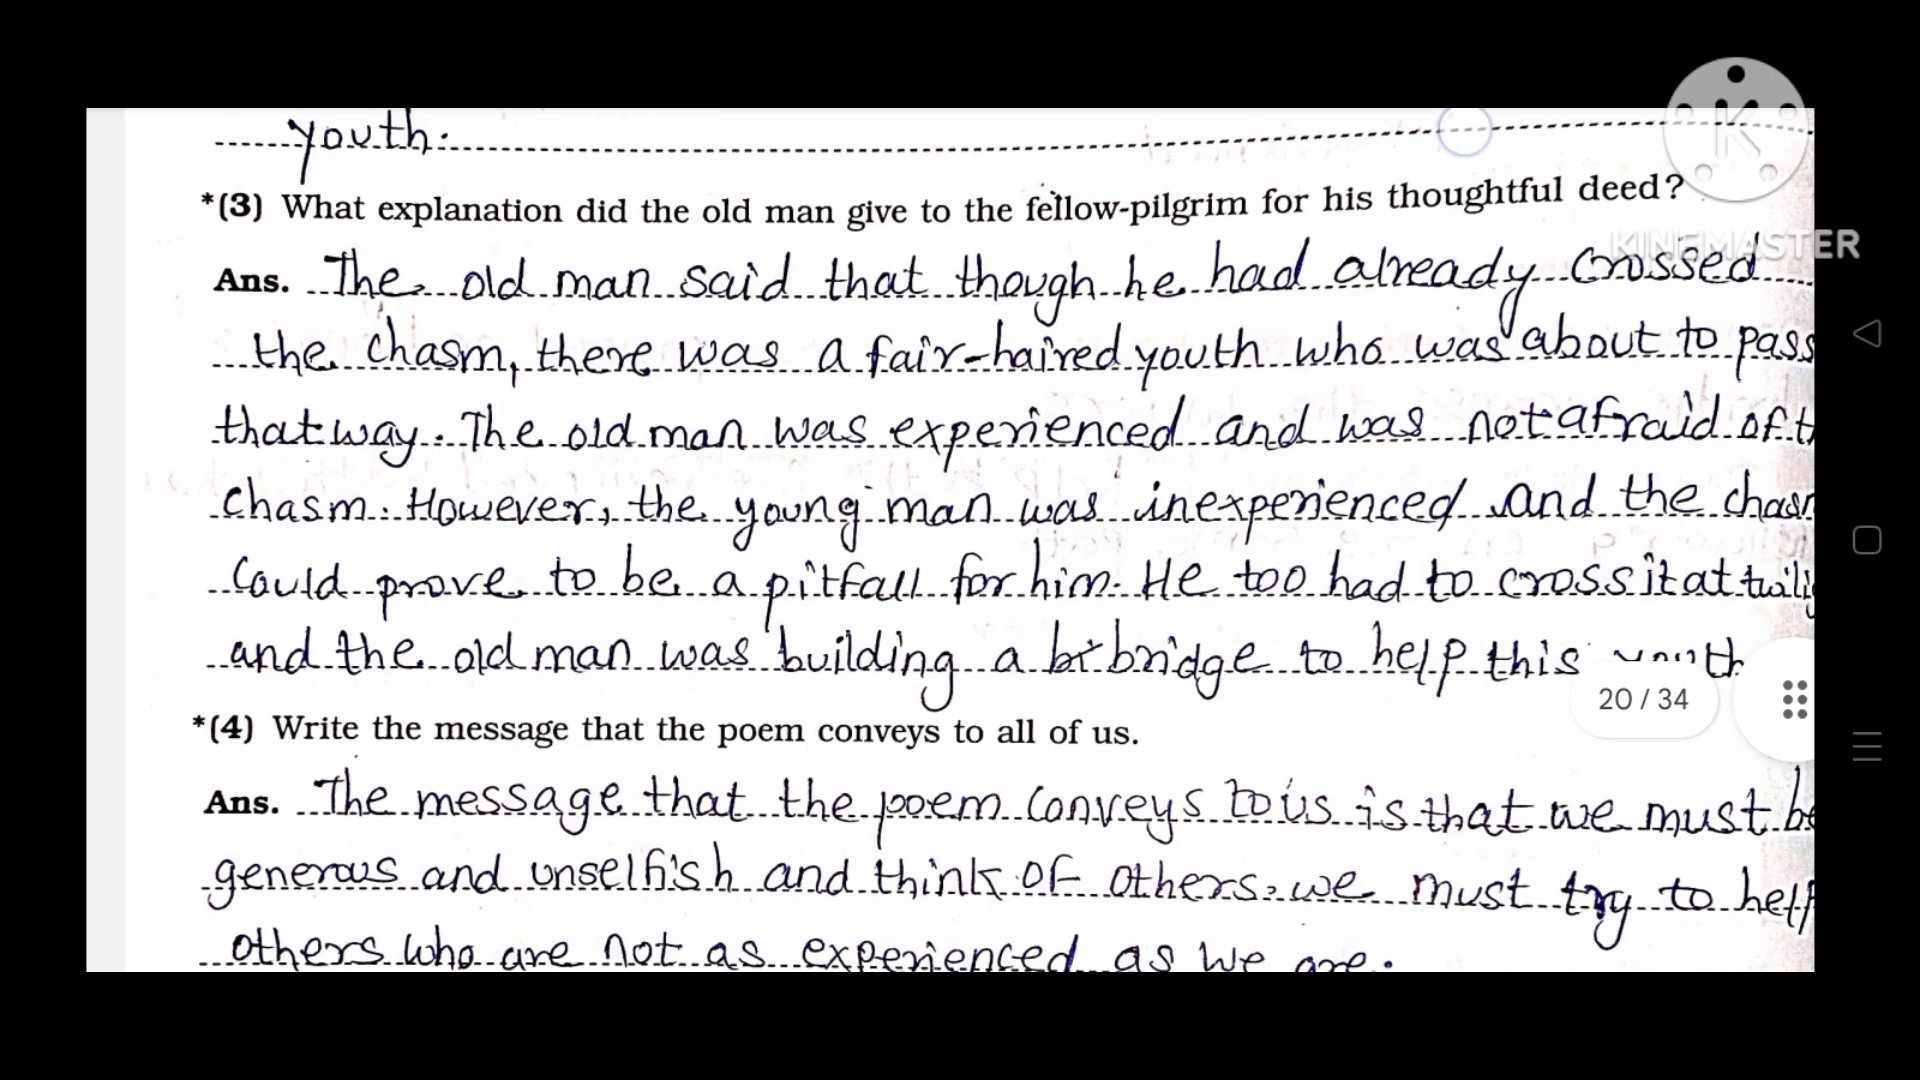 youth.
*(3) What explanation did the old man give to the fellow-pilgrim for his thoughtful deed?
KINEMASTER
Ans. The old man said that though he had already crossed
the chasm, there was a fair-haired youth who was about to pass
that way. The old man was experienced and was not afraid of
chasm. However, the young man was inexperienced and the
could prove to be a pitfall for him. He too had to cross it at
and the old man was building a bridge to help this
20 / 34
*(4) Write the message that the poem conveys to all of us.
Ans. The message that the poem conveys to us is that we must be
generous and unselfish and think of others. we must try to help
others who are not as experienced as we are.